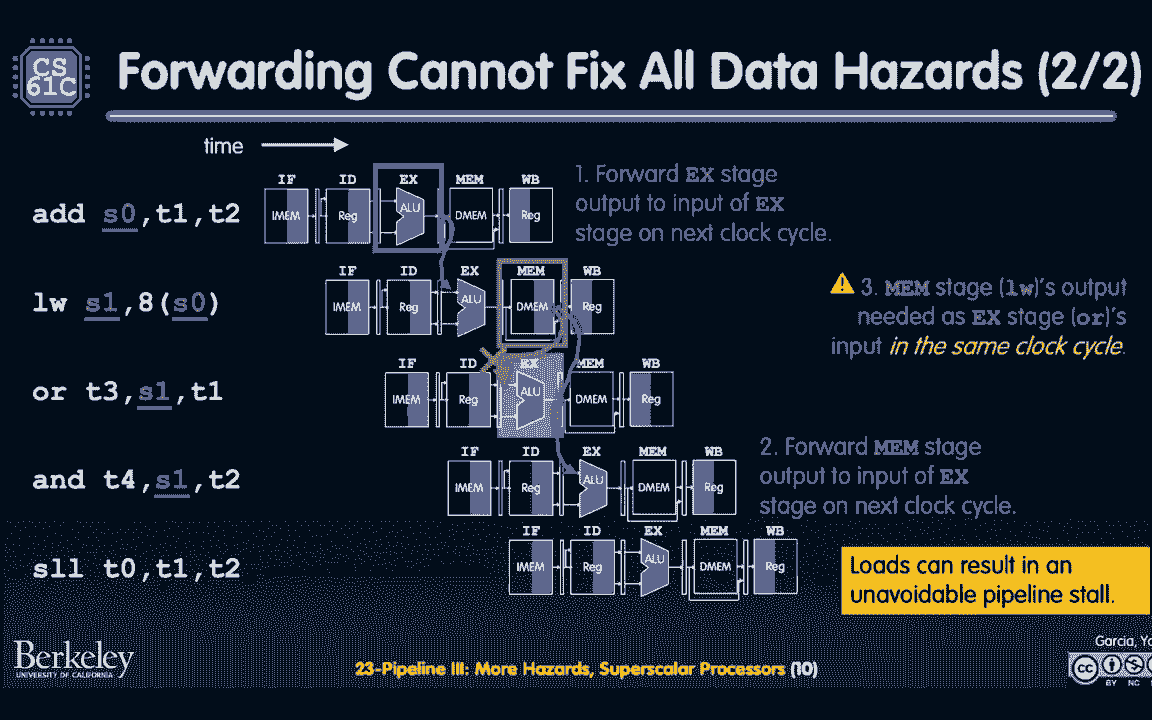 CS
61C
Forwarding Cannot Fix All Data Hazards (2/2)
time
add s0,t1,t2
IF ID EX MEM WB
IMEM Reg ALU DMEM Reg
1. Forward EX stage
output to input of EX
stage on next clock cycle.
lw s1,8(s0)
IF ID EX MEM WB
IMEM Reg ALU DMEM Reg
3. MEM stage (lw)'s output
needed as EX stage (or)'s
input in the same clock cycle.
or t3,s1,t1
IF ID EX MEM WB
IMEM Reg ALU DMEM Reg
and t4,s1,t2
IF ID EX MEM WB
IMEM Reg ALU DMEM Reg
2. Forward MEM stage
output to input of EX
stage on next clock cycle.
sll t0,t1,t2
IF ID EX MEM WB
IMEM Reg ALU DMEM Reg
Loads can result in an
unavoidable pipeline stall.
Berkeley
UNIVERSITY OF CALIFORNIA
23-Pipeline III: More Hazards, Superscalar Processors (10)
Garcia,
cc
BY NC